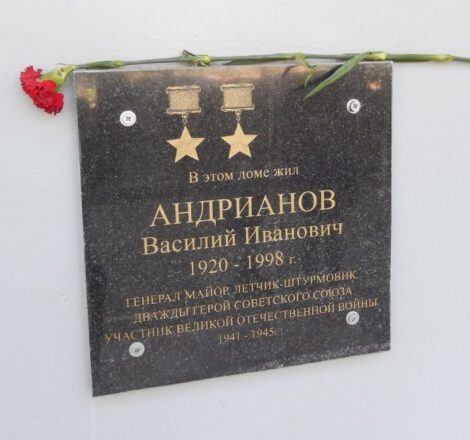 В этом доме жил
АНДРИАНОВ
Василий Иванович
1920 - 1998 г.
ГЕНЕРАЛ МАЙОР, ЛЕТЧИК-ШТУРМОВИК
ДВАЖДЫ ГЕРОЙ СОВЕТСКОГО СОЮЗА
УЧАСТНИК ВЕЛИКОЙ ОТЕЧЕСТВЕННОЙ ВОЙНЫ
1941 - 1945г.